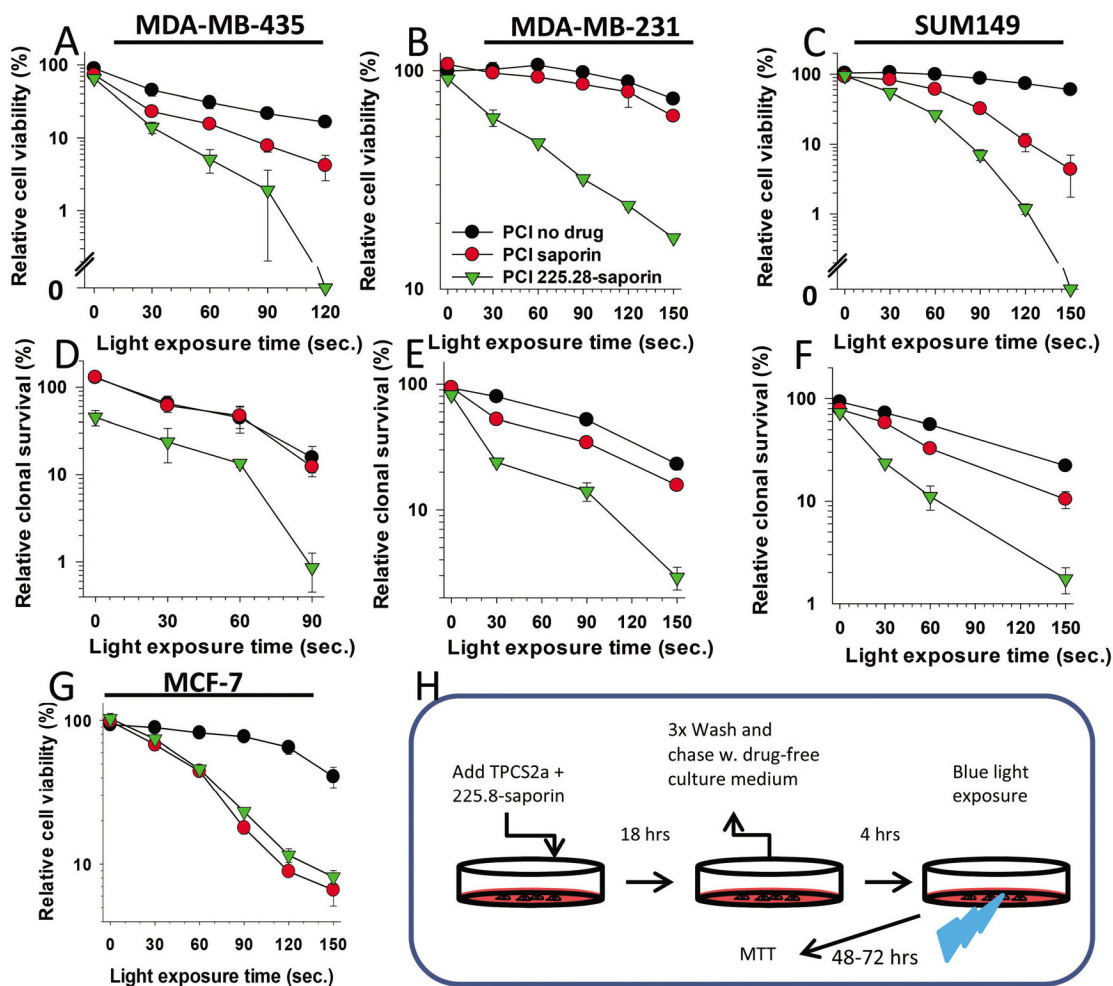 A
MDA-MB-435
Relative cell viability (%)
100
10
1
0
0 30 60 90 120
Light exposure time (sec.)
B
MDA-MB-231
Relative cell viability (%)
100
10
PCI no drug
PCI saporin
PCI 225.28-saporin
0 30 60 90 120 150
Light exposure time (sec.)
C
SUM149
Relative cell viability (%)
100
10
1
0
0 30 60 90 120 150
Light exposure time (sec.)
D
Relative clonal survival (%)
100
10
1
0 30 60 90
Light exposure time (sec.)
E
Relative clonal survival (%)
100
10
0 30 60 90 120 150
Light exposure time (sec.)
F
Relative clonal survival (%)
100
10
1
0 30 60 90 120 150
Light exposure time (sec.)
G
MCF-7
Relative cell viability (%)
100
10
0 30 60 90 120 150
Light exposure time (sec.)
H
Add TPCS2a +
225.8-saporin
18 hrs
3x Wash and
chase w. drug-free
culture medium
4 hrs
Blue light
exposure
MTT
48-72 hrs